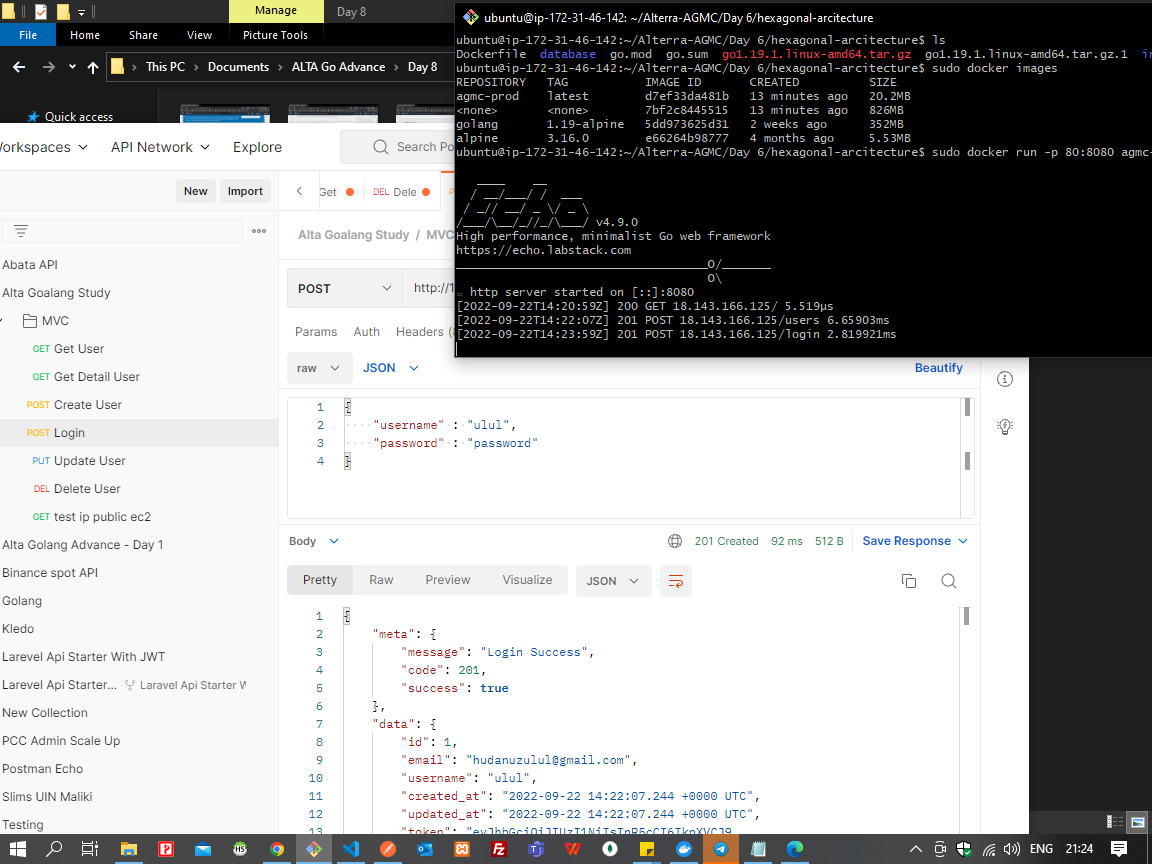 Manage
Day 8
File
Home
Share
View
Picture Tools
This PC
Documents
ALTA Go Advance
Day 8
Quick access
ubuntu@ip-172-31-46-142: ~/Alterra-AGMC/Day 6/hexagonal-arcitecture
ubuntu@ip-172-31-46-142:~/Alterra-AGMC/Day 6/hexagonal-arcitecture$ ls
Dockerfile database go.mod go.sum go1.19.1.linux-amd64.tar.gz go1.19.1.linux-amd64.tar.gz.1
ubuntu@ip-172-31-46-142:~/Alterra-AGMC/Day 6/hexagonal-arcitecture$ sudo docker images
REPOSITORY TAG IMAGE ID CREATED SIZE
agmc-prod latest d7ef33da481b 13 minutes ago 20.2MB
<none> <none> 7bf2c8445515 13 minutes ago 826MB
golang 1.19-alpine 5dd973625d31 2 weeks ago 352MB
alpine 3.16.0 e66264b98777 4 months ago 5.53MB
ubuntu@ip-172-31-46-142:~/Alterra-AGMC/Day 6/hexagonal-arcitecture$ sudo docker run -p 80:8080 agmc-
v4.9.0
High performance, minimalist Go web framework
https://echo.labstack.com
____________________________________O/_______
O\
http server started on [::]:8080
[2022-09-22T14:20:59Z] 200 GET 18.143.166.125/ 5.519µs
[2022-09-22T14:22:07Z] 201 POST 18.143.166.125/users 6.65903ms
[2022-09-22T14:23:59Z] 201 POST 18.143.166.125/login 2.819921ms
orkspaces
API Network
Explore
Search Po
New
Import
Get
DEL Dele
Alta Goalang Study / MVC
POST
http://1
Params
Auth
Headers (8
raw
JSON
Beautify
1 {
2 "username" : "ulul",
3 "password" : "password"
4 }
Abata API
Alta Goalang Study
MVC
GET Get User
GET Get Detail User
POST Create User
POST Login
PUT Update User
DEL Delete User
GET test ip public ec2
Alta Golang Advance - Day 1
Binance spot API
Golang
Kledo
Larevel Api Starter With JWT
Larevel Api Starter... Larevel Api Starter W
New Collection
PCC Admin Scale Up
Postman Echo
Slims UIN Maliki
Testing
Body
201 Created
92 ms
512 B
Save Response
Pretty
Raw
Preview
Visualize
JSON
1 {
2 "meta": {
3 "message": "Login Success",
4 "code": 201,
5 "success": true
6 },
7 "data": {
8 "id": 1,
9 "email": "hudanuzulul@gmail.com",
10 "username": "ulul",
11 "created_at": "2022-09-22 14:22:07.244 +0000 UTC",
12 "updated_at": "2022-09-22 14:22:07.244 +0000 UTC",
13 "token": "eyJhbGciOiJIUzI1NiIsInR5cCI6IkpXVCJ9
ENG
21:24